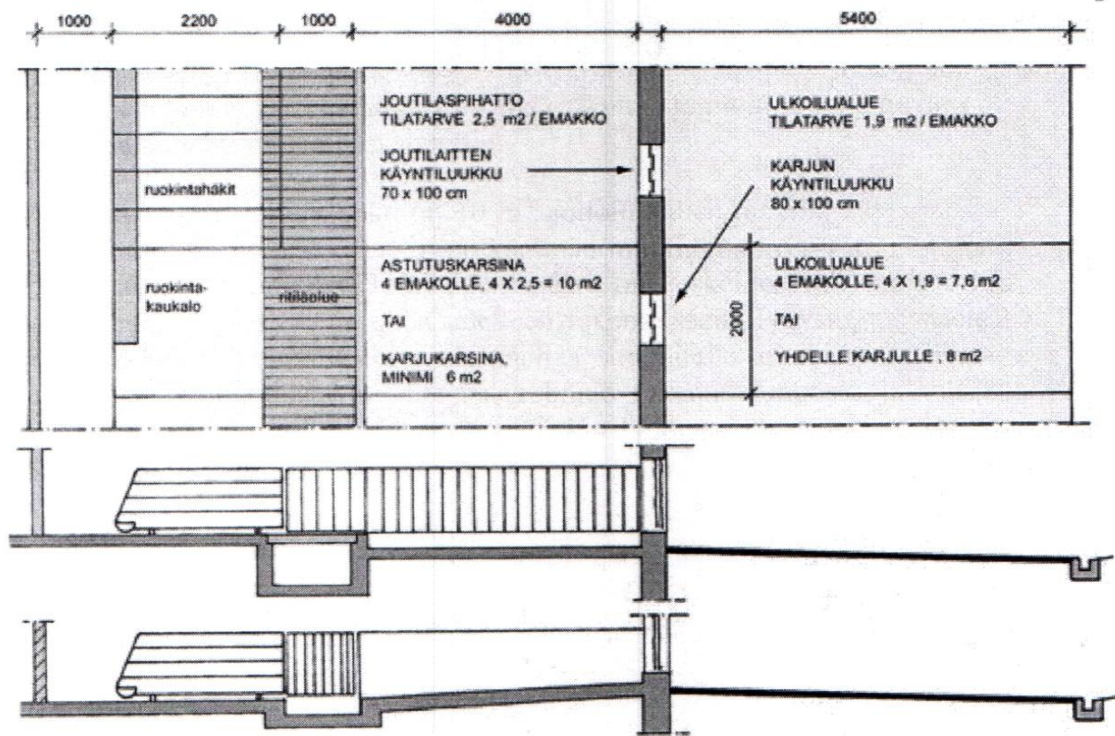 1000
2200
1000
4000
5400
JOUTILASPIHATTO
TILATARVE 2,5 m2 / EMAKKO
JOUTILAITTEN
KÄYNTILUUKKU
70 x 100 cm
ULKOILUALUE
TILATARVE 1,9 m2 / EMAKKO
KARJUN
KÄYNTILUUKKU
80 x 100 cm
ruokintahäkit
ruokinta-
kaukalo
ritiläalue
ASTUTUSKARSINA
4 EMAKOLLE, 4 X 2,5 = 10 m2
TAI
KARJUKARSINA,
MINIMI 6 m2
2000
ULKOILUALUE
4 EMAKOLLE, 4 X 1,9 = 7,6 m2
TAI
YHDELLE KARJULLE , 8 m2